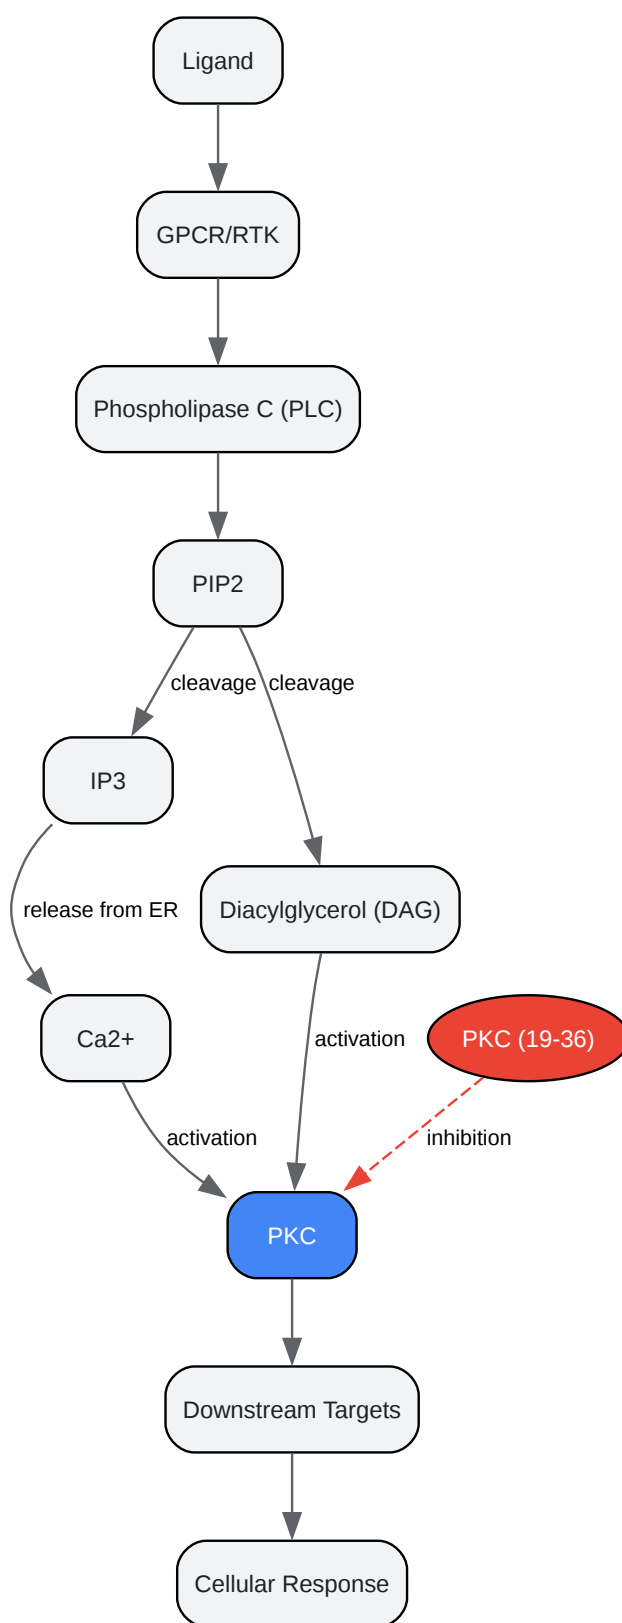 Ligand
GPCR/RTK
Phospholipase C (PLC)
PIP2
cleavage
cleavage
IP3
release from ER
Diacylglycerol (DAG)
Ca2+
activation
PKC (19-36)
activation
inhibition
PKC
Downstream Targets
Cellular Response